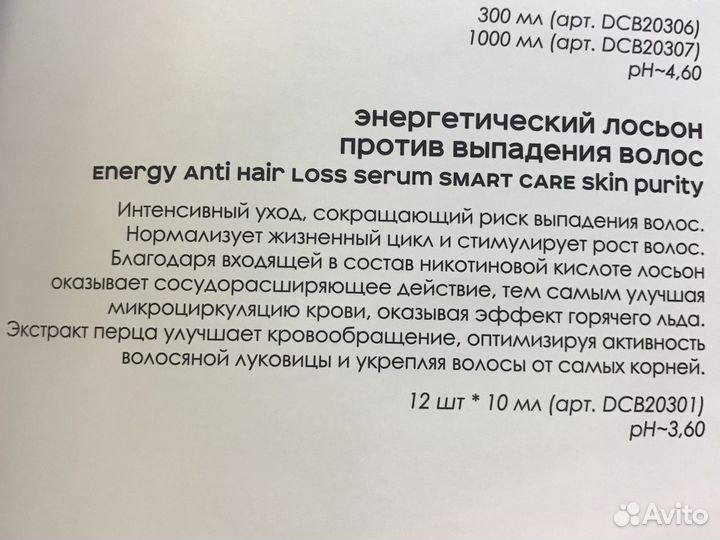 300 мл (арт. DCB20306)
1000 мл (арт. DCB20307)
pH~4,60
энергетический лосьон
против выпадения волос
Energy Anti Hair Loss serum SMART CARE Skin purity
Интенсивный уход, сокращающий риск выпадения волос.
Нормализует жизненный цикл и стимулирует рост волос.
Благодаря входящей в состав никотиновой кислоте лосьон
оказывает сосудорасширяющее действие, тем самым улучшая
микроциркуляцию крови, оказывая эффект горячего льда.
Экстракт перца улучшает кровообращение, оптимизируя активность
волосяной луковицы и укрепляя волосы от самых корней.
12 шт * 10 мл (арт. DCB20301)
pH~3,60
Avito